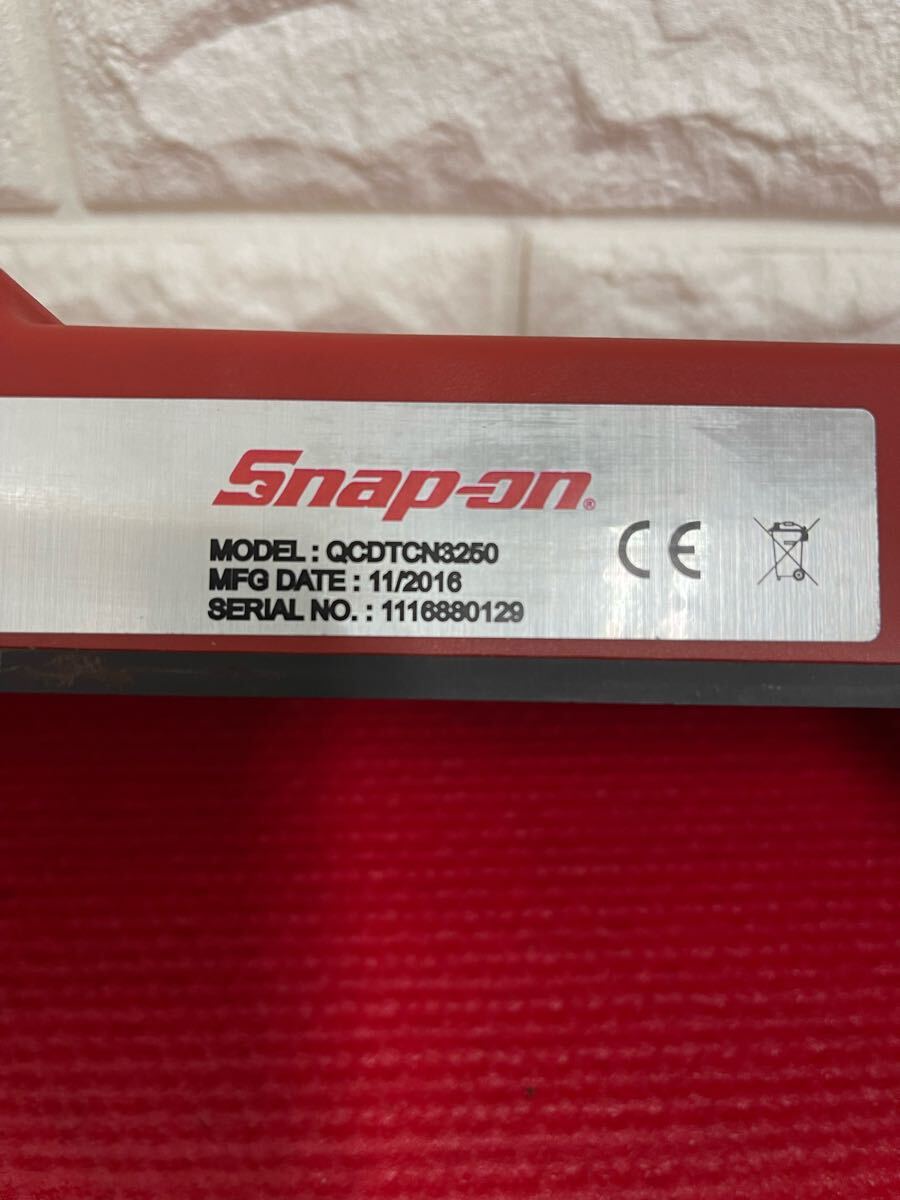 Snap-on®
MODEL : QCDTCN3250
MFG DATE : 11/2016
SERIAL NO. : 1116880129
CE